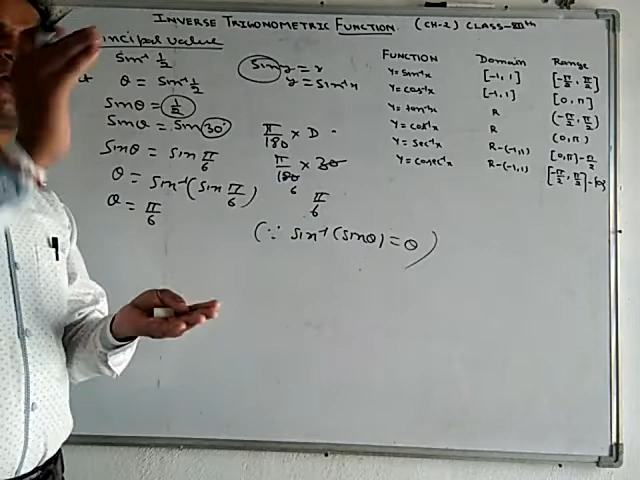 INVERSE TRIGONOMETRIC FUNCTION (CH-2) CLASS-XIIth
ncipal value
Sin⁻¹ 1/2
θ = Sin⁻¹ 1/2
Sinθ = 1/2
Sinθ = Sin 30°
Sinθ = Sin π/6
θ = Sin⁻¹(Sin π/6)
θ = π/6
Sin y = x
y = Sin⁻¹x
π/180 × D
π/180 × 30
6
π/6
(∵ Sin⁻¹(Sinθ) = θ)
FUNCTION Domain Range
Y = Sin⁻¹x [-1, 1] [-π/2, π/2]
Y = Cos⁻¹x [-1, 1] [0, π]
Y = tan⁻¹x R (-π/2, π/2)
Y = Cot⁻¹x R (0, π)
Y = Sec⁻¹x R-(-1,1) [0,π]-π/2
Y = Cosec⁻¹x R-(-1,1) [-π/2, π/2]-{0}